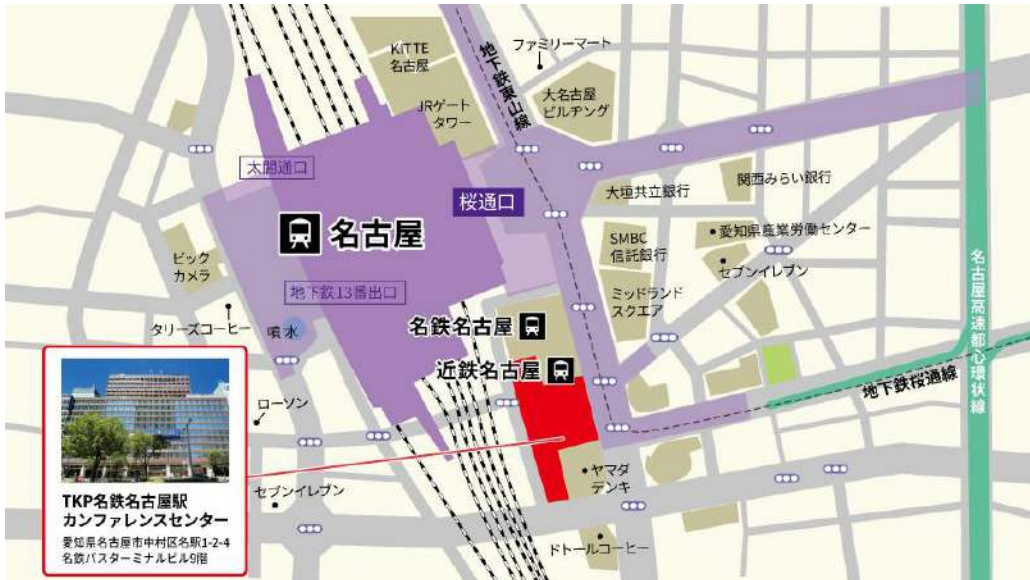 KITTE
名古屋
JRゲート
タワー
地下鉄東山線
ファミリーマート
大名古屋
ビルヂング
太閤通口
桜通口
大垣共立銀行
関西みらい銀行
名古屋
SMBC
信託銀行
愛知県産業労働センター
セブンイレブン
ビック
カメラ
地下鉄13番出口
ミッドランド
スクエア
名古屋高速都心環状線
タリーズコーヒー
噴水
名鉄名古屋
近鉄名古屋
地下鉄桜通線
ローソン
ヤマダ
デンキ
セブンイレブン
ドトールコーヒー
TKP名鉄名古屋駅
カンファレンスセンター
愛知県名古屋市中村区名駅1-2-4
名鉄バスターミナルビル9階